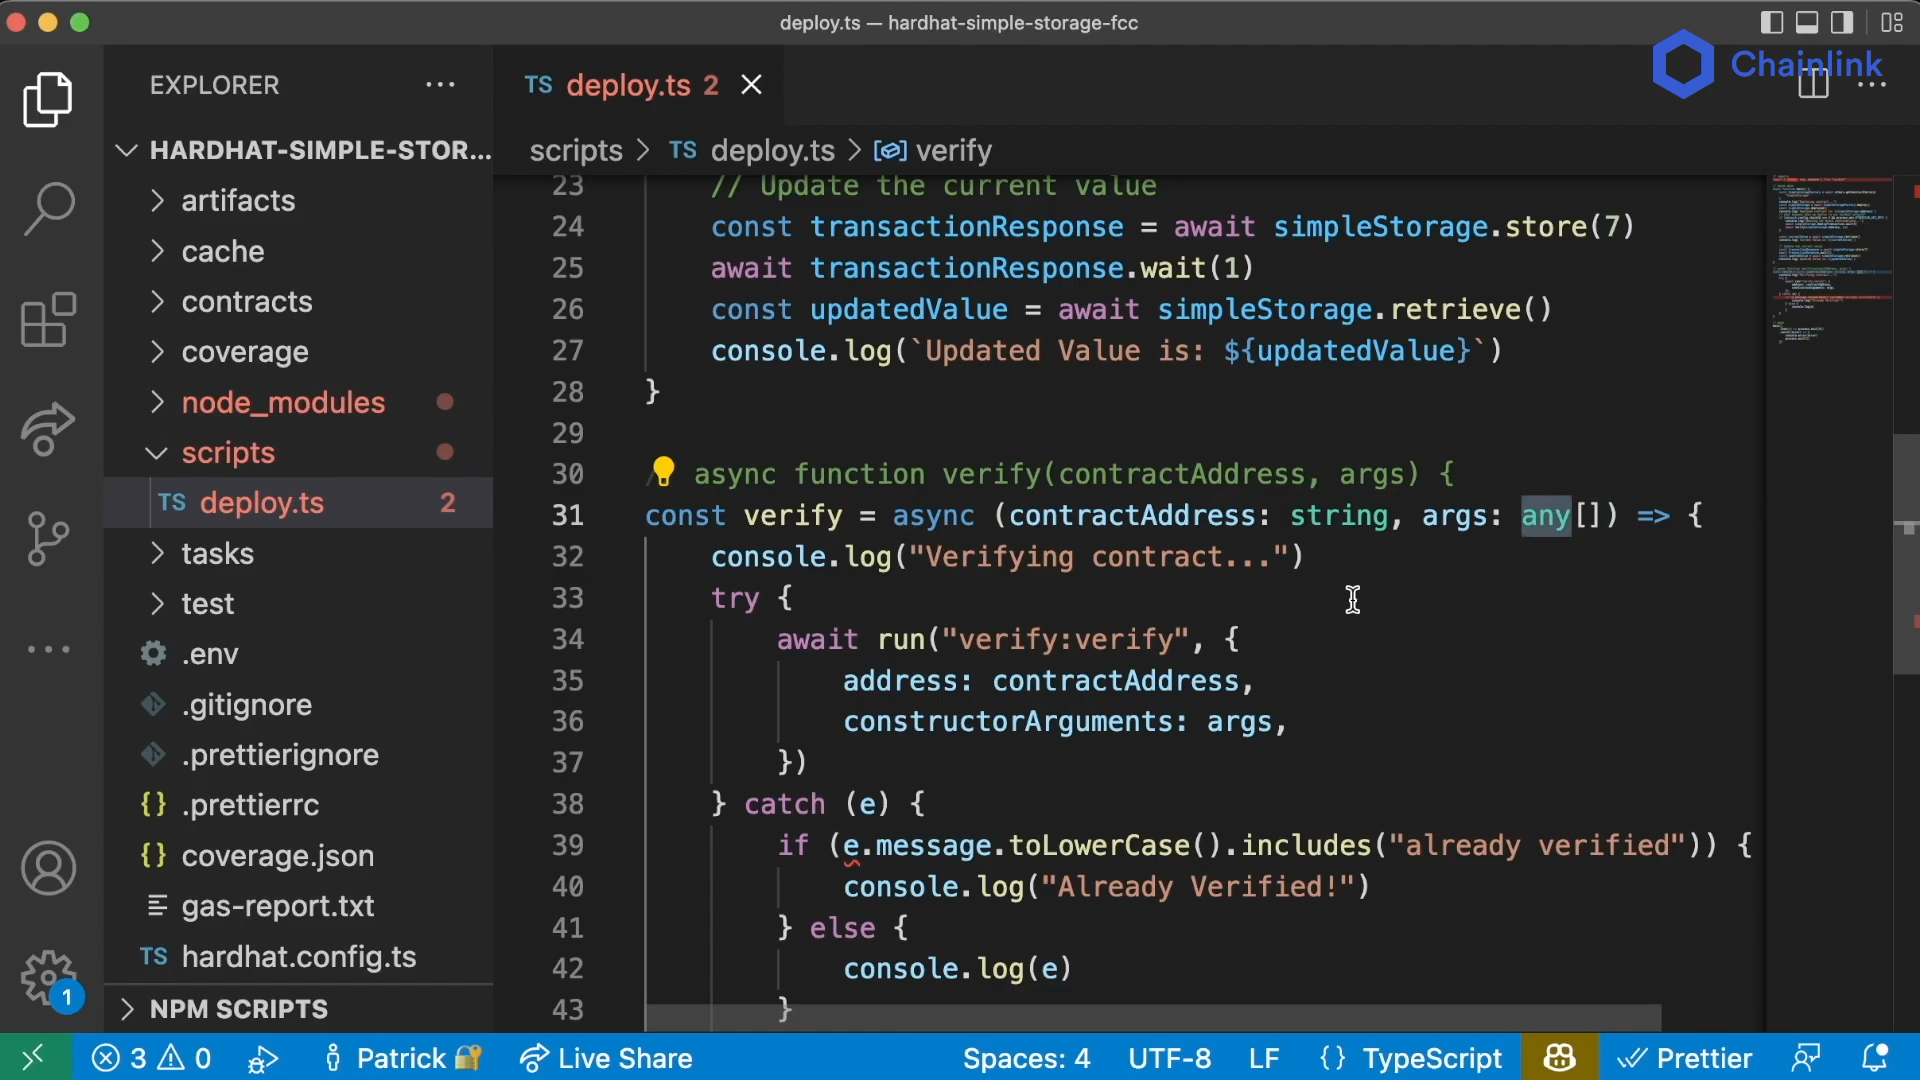 deploy.ts — hardhat-simple-storage-fcc
Chainlink
EXPLORER
HARDHAT-SIMPLE-STOR...
artifacts
cache
contracts
coverage
node_modules
scripts
TS deploy.ts 2
tasks
test
.env
.gitignore
.prettierignore
{} .prettierrc
{} coverage.json
gas-report.txt
TS hardhat.config.ts
NPM SCRIPTS
1
TS deploy.ts 2
scripts > TS deploy.ts > verify
23 // Update the current value
24 const transactionResponse = await simpleStorage.store(7)
25 await transactionResponse.wait(1)
26 const updatedValue = await simpleStorage.retrieve()
27 console.log(`Updated Value is: ${updatedValue}`)
28 }
29
30 async function verify(contractAddress, args) {
31 const verify = async (contractAddress: string, args: any[]) => {
32 console.log("Verifying contract...")
33 try {
34 await run("verify:verify", {
35 address: contractAddress,
36 constructorArguments: args,
37 })
38 } catch (e) {
39 if (e.message.toLowerCase().includes("already verified")) {
40 console.log("Already Verified!")
41 } else {
42 console.log(e)
43 }
3 0 Patrick Live Share Spaces: 4 UTF-8 LF {} TypeScript Prettier